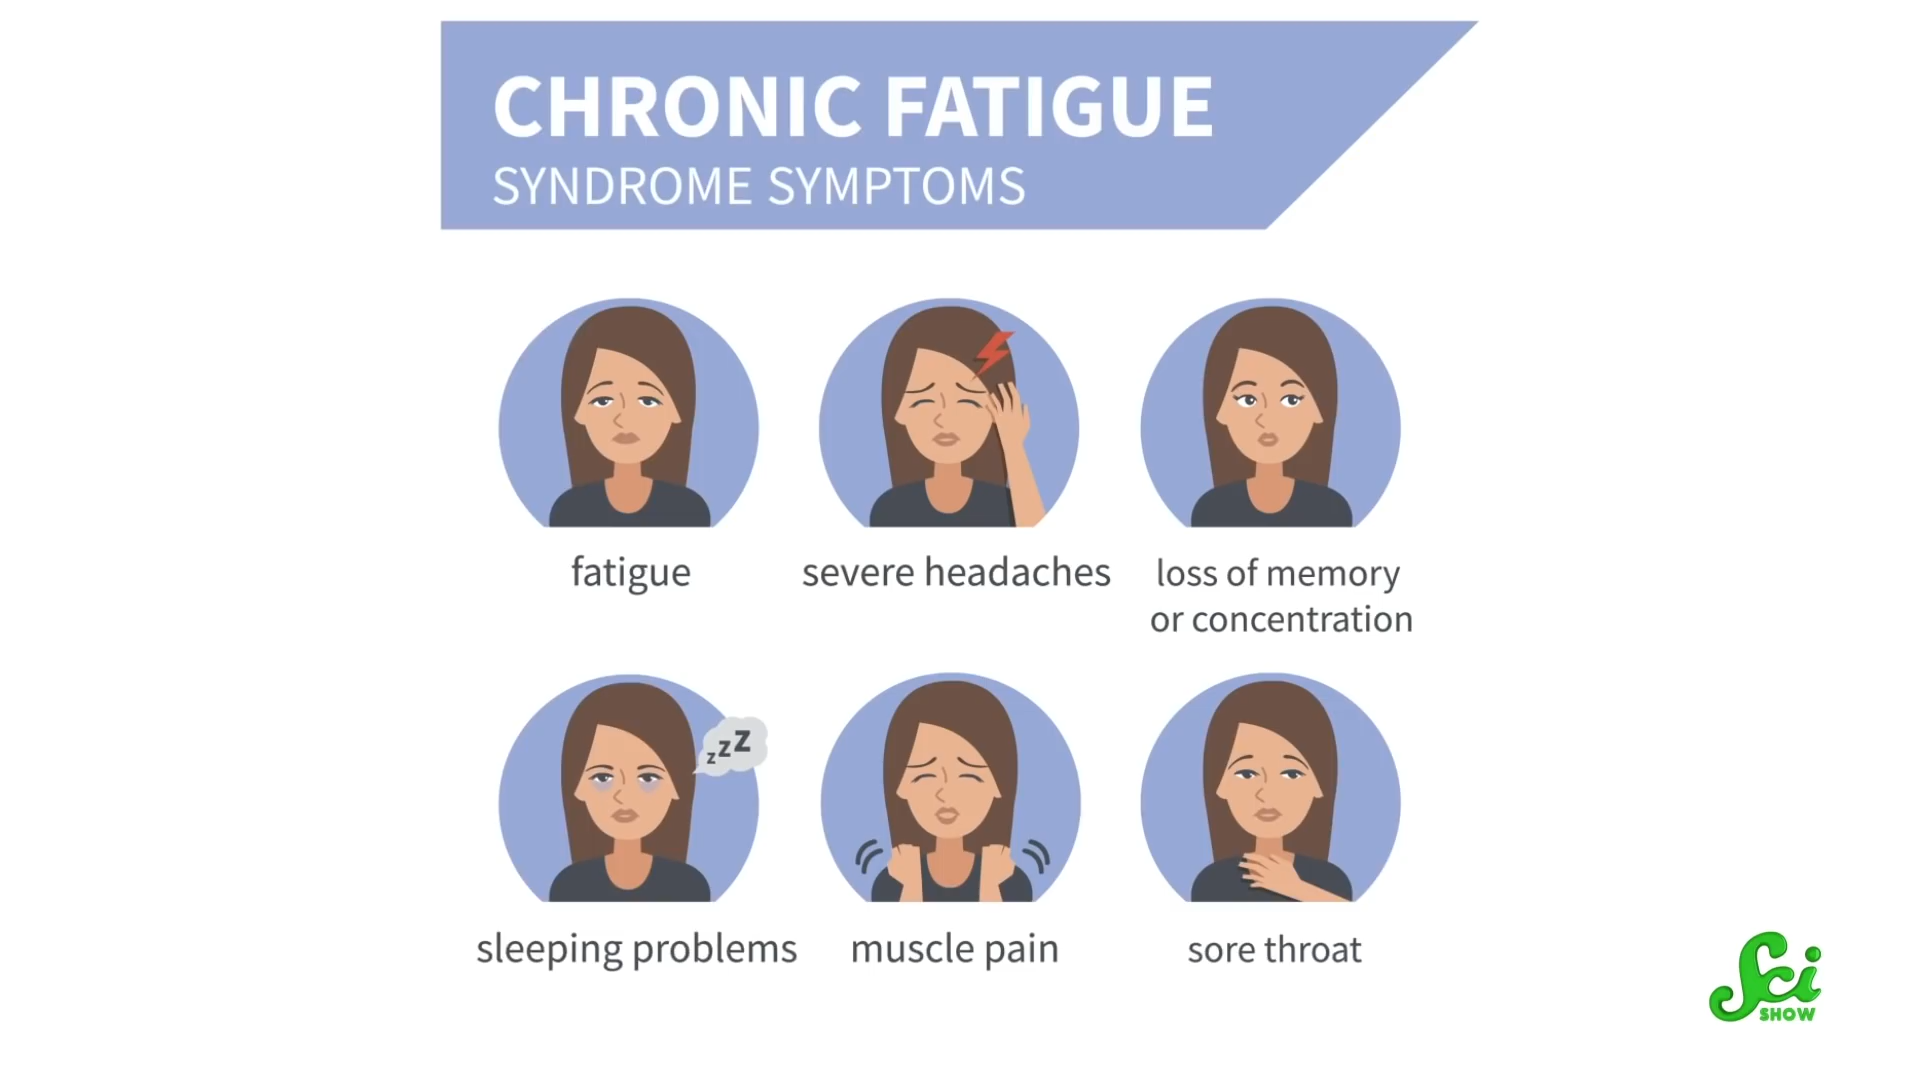 CHRONIC FATIGUE
SYNDROME SYMPTOMS
fatigue
severe headaches
loss of memory
or concentration
zzZ
sleeping problems
muscle pain
sore throat
Sci
SHOW